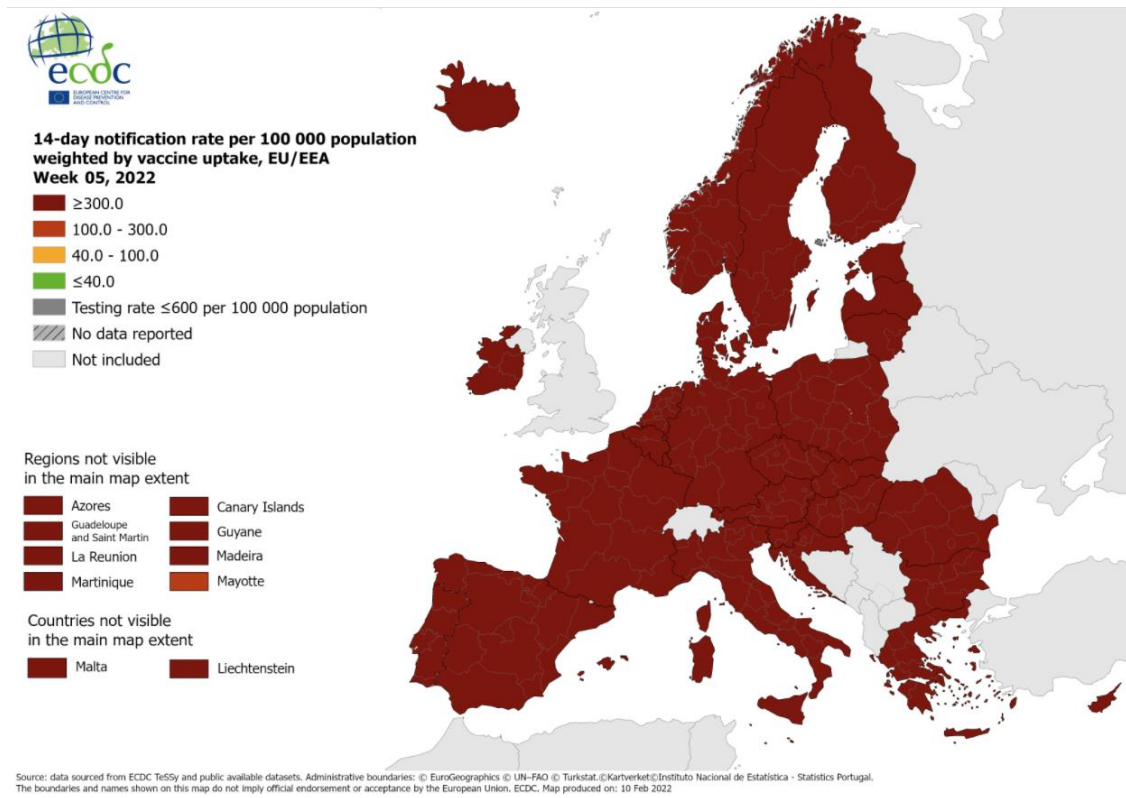 ecdc
EUROPEAN CENTRE FOR
DISEASE PREVENTION
AND CONTROL
14-day notification rate per 100 000 population
weighted by vaccine uptake, EU/EEA
Week 05, 2022
≥300.0
100.0 - 300.0
40.0 - 100.0
≤40.0
Testing rate ≤600 per 100 000 population
No data reported
Not included
Regions not visible
in the main map extent
Azores
Canary Islands
Guadeloupe
and Saint Martin
Guyane
La Reunion
Madeira
Martinique
Mayotte
Countries not visible
in the main map extent
Malta
Liechtenstein
Source: data sourced from ECDC TeSSy and public available datasets. Administrative boundaries: © EuroGeographics © UN–FAO © Turkstat.©Kartverket©Instituto Nacional de Estatística - Statistics Portugal.
The boundaries and names shown on this map do not imply official endorsement or acceptance by the European Union. ECDC. Map produced on: 10 Feb 2022